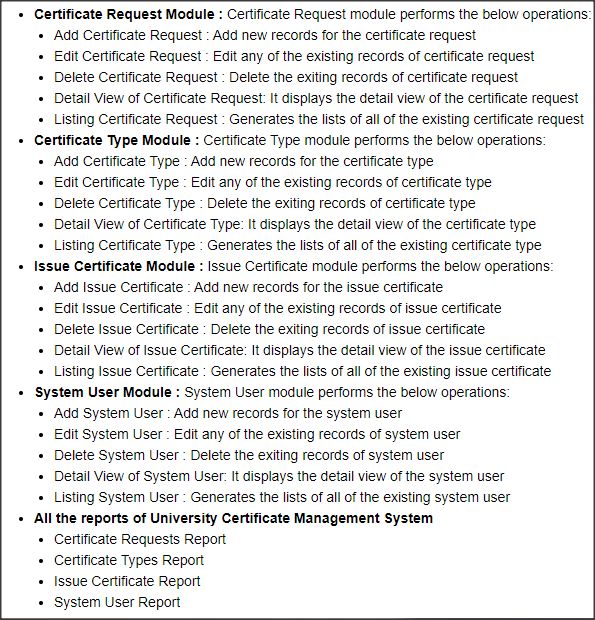 Certificate Request Module : Certificate Request module performs the below operations:
Add Certificate Request : Add new records for the certificate request
Edit Certificate Request : Edit any of the existing records of certificate request
Delete Certificate Request : Delete the exiting records of certificate request
Detail View of Certificate Request: It displays the detail view of the certificate request
Listing Certificate Request : Generates the lists of all of the existing certificate request
Certificate Type Module : Certificate Type module performs the below operations:
Add Certificate Type : Add new records for the certificate type
Edit Certificate Type : Edit any of the existing records of certificate type
Delete Certificate Type : Delete the exiting records of certificate type
Detail View of Certificate Type: It displays the detail view of the certificate type
Listing Certificate Type : Generates the lists of all of the existing certificate type
Issue Certificate Module : Issue Certificate module performs the below operations:
Add Issue Certificate : Add new records for the issue certificate
Edit Issue Certificate : Edit any of the existing records of issue certificate
Delete Issue Certificate : Delete the exiting records of issue certificate
Detail View of Issue Certificate: It displays the detail view of the issue certificate
Listing Issue Certificate : Generates the lists of all of the existing issue certificate
System User Module : System User module performs the below operations:
Add System User : Add new records for the system user
Edit System User : Edit any of the existing records of system user
Delete System User : Delete the exiting records of system user
Detail View of System User: It displays the detail view of the system user
Listing System User : Generates the lists of all of the existing system user
All the reports of University Certificate Management System
Certificate Requests Report
Certificate Types Report
Issue Certificate Report
System User Report